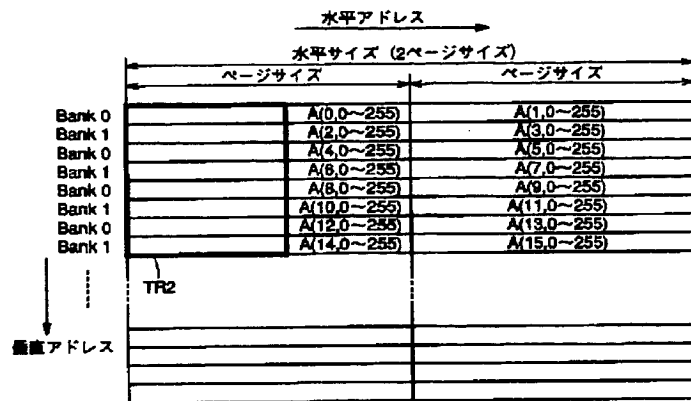 水平アドレス
水平サイズ (2ページサイズ)
ページサイズ ページサイズ
Bank 0 A(0,0～255) A(1,0～255)
Bank 1 A(2,0～255) A(3,0～255)
Bank 0 A(4,0～255) A(5,0～255)
Bank 1 A(6,0～255) A(7,0～255)
Bank 0 A(8,0～255) A(9,0～255)
Bank 1 A(10,0～255) A(11,0～255)
Bank 0 A(12,0～255) A(13,0～255)
Bank 1 A(14,0～255) A(15,0～255)
TR2
垂直アドレス